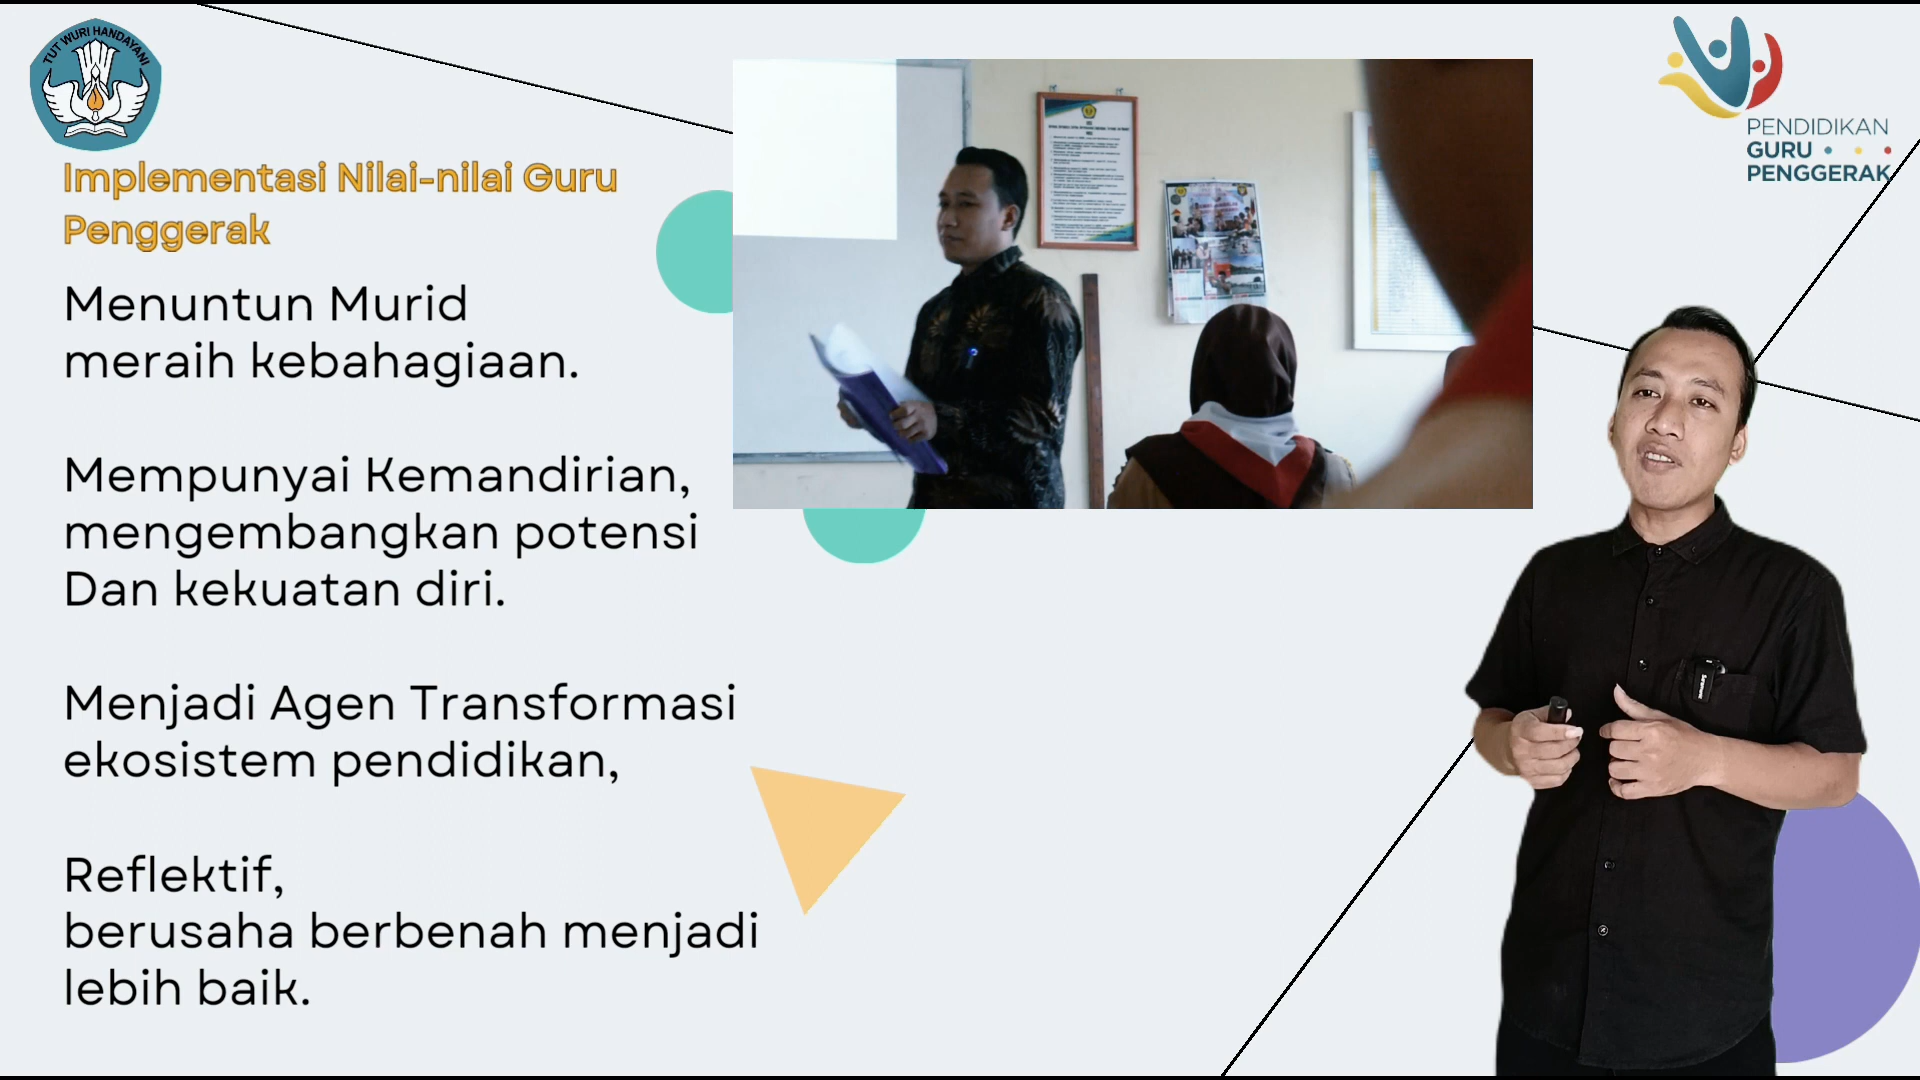 TUT WURI HANDAYANI
PENDIDIKAN
GURU
PENGGERAK
Implementasi Nilai-nilai Guru
Penggerak
Menuntun Murid
meraih kebahagiaan.
Mempunyai Kemandirian,
mengembangkan potensi
Dan kekuatan diri.
Menjadi Agen Transformasi
ekosistem pendidikan,
Reflektif,
berusaha berbenah menjadi
lebih baik.